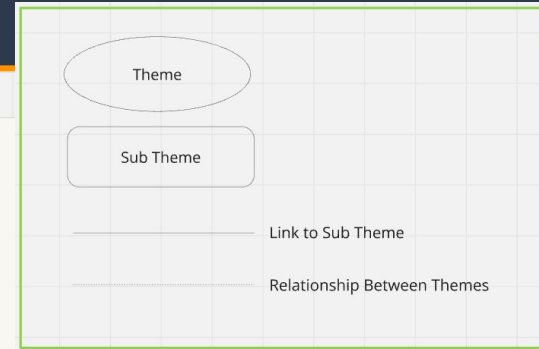 Theme
Sub Theme
Link to Sub Theme
Relationship Between Themes